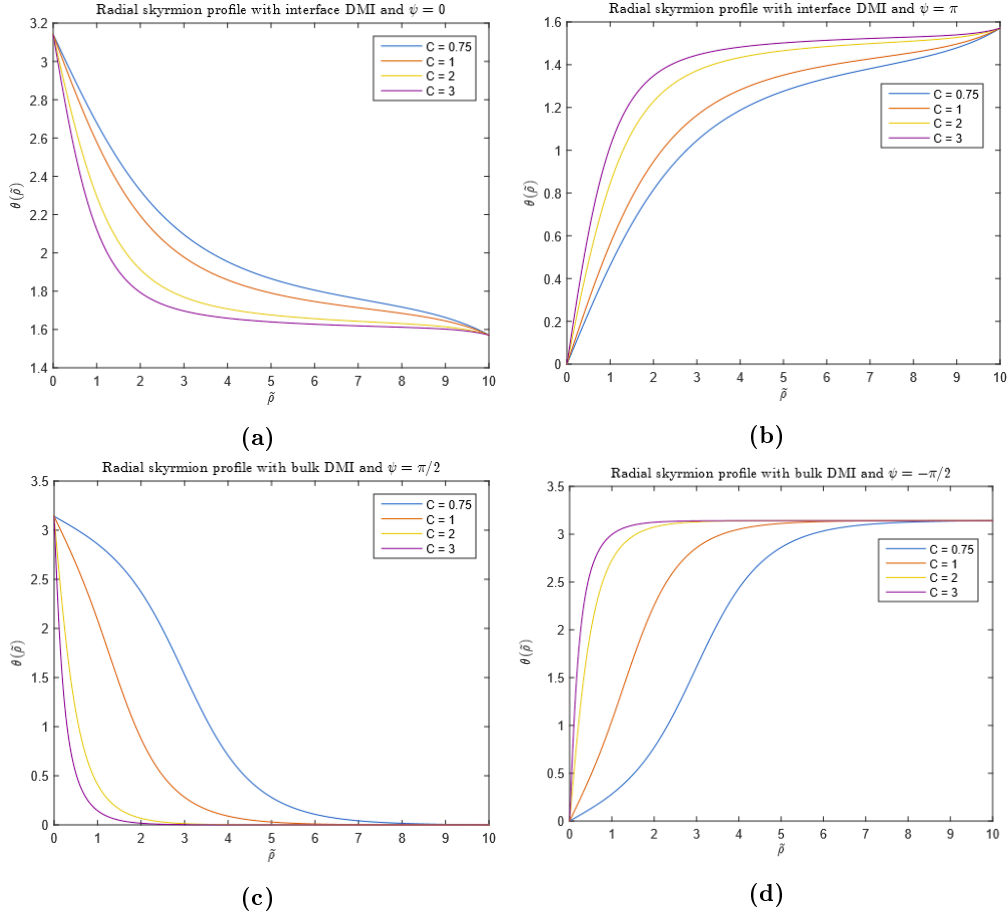 Radial skyrmion profile with interface DMI and ψ = 0
3.2
3
2.8
2.6
2.4
2.2
2
1.8
1.6
1.4
θ(ρ̃)
0 1 2 3 4 5 6 7 8 9 10
ρ̃
C = 0.75
C = 1
C = 2
C = 3
(a)
Radial skyrmion profile with interface DMI and ψ = π
1.6
1.4
1.2
1
0.8
0.6
0.4
0.2
0
θ(ρ̃)
0 1 2 3 4 5 6 7 8 9 10
ρ̃
C = 0.75
C = 1
C = 2
C = 3
(b)
Radial skyrmion profile with bulk DMI and ψ = π/2
3.5
3
2.5
2
1.5
1
0.5
0
θ(ρ̃)
0 1 2 3 4 5 6 7 8 9 10
ρ̃
C = 0.75
C = 1
C = 2
C = 3
(c)
Radial skyrmion profile with bulk DMI and ψ = −π/2
3.5
3
2.5
2
1.5
1
0.5
0
θ(ρ̃)
0 1 2 3 4 5 6 7 8 9 10
ρ̃
C = 0.75
C = 1
C = 2
C = 3
(d)